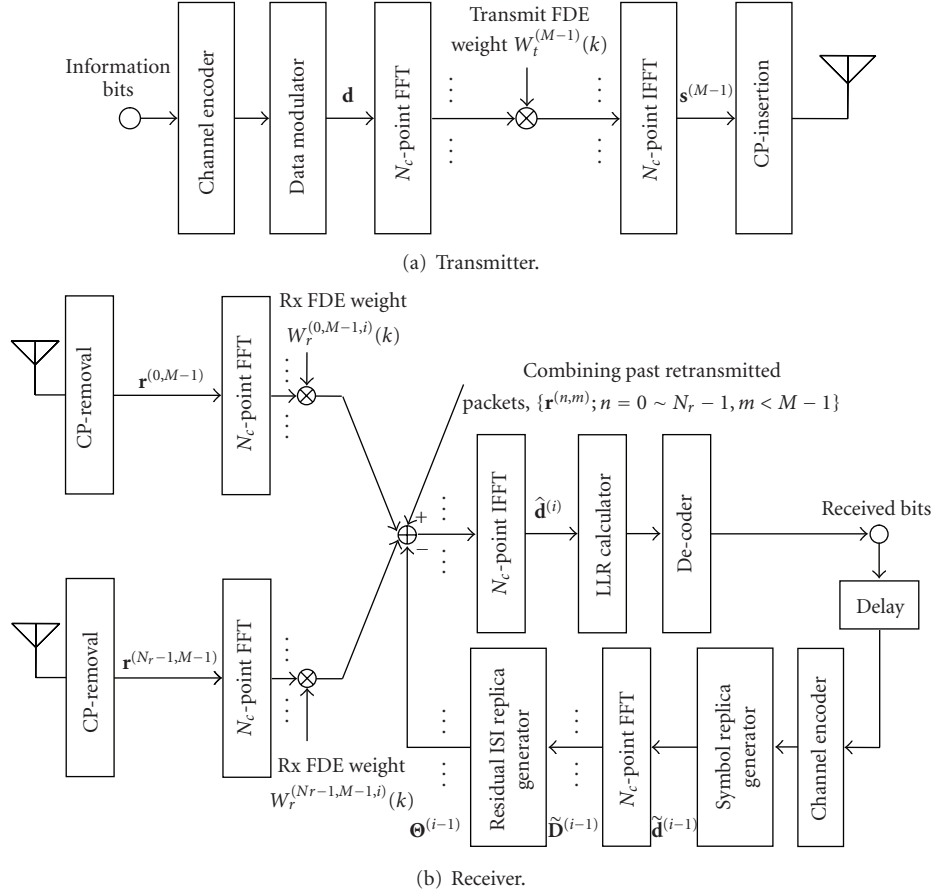 Transmit FDE
weight W_t^{(M−1)}(k)
Information
bits
Channel encoder
Data modulator
d
N_c-point FFT
N_c-point IFFT
s^{(M−1)}
CP-insertion
(a) Transmitter.
Rx FDE weight
W_r^{(0,M−1,i)}(k)
CP-removal
r^{(0,M−1)}
N_c-point FFT
Combining past retransmitted
packets, {r^{(n,m)}; n = 0 ∼ N_r − 1, m < M − 1}
+
−
N_c-point IFFT
d̂^{(i)}
LLR calculator
De-coder
Received bits
Delay
CP-removal
r^{(N_r−1,M−1)}
N_c-point FFT
Rx FDE weight
W_r^{(Nr−1,M−1,i)}(k)
Θ^{(i−1)}
Residual ISI replica
generator
D̃^{(i−1)}
N_c-point FFT
d̃^{(i−1)}
Symbol replica
generator
Channel encoder
(b) Receiver.